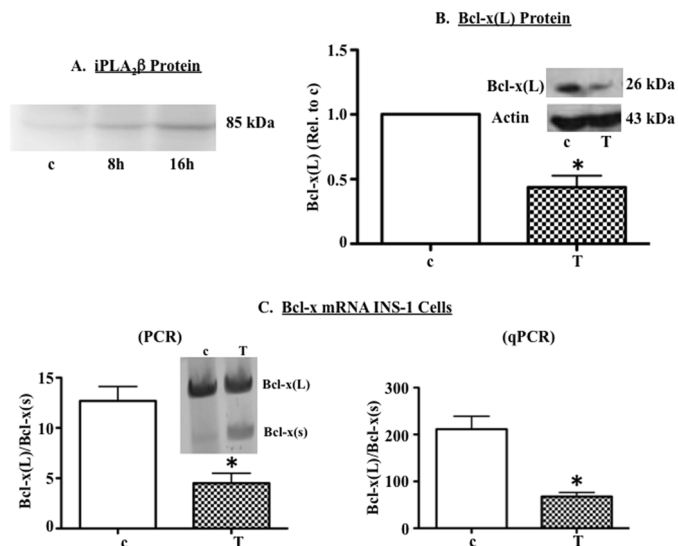 A. iPLA₂β Protein
85 kDa
c 8h 16h
B. Bcl-x(L) Protein
Bcl-x(L) (Rel. to c)
1.5
1.0
0.5
0
Bcl-x(L) 26 kDa
Actin 43 kDa
c T
*
c T
C. Bcl-x mRNA INS-1 Cells
(PCR)
Bcl-x(L)/Bcl-x(s)
15
10
5
0
c T
Bcl-x(L)
Bcl-x(s)
*
c T
(qPCR)
Bcl-x(L)/Bcl-x(s)
300
200
100
0
*
c T